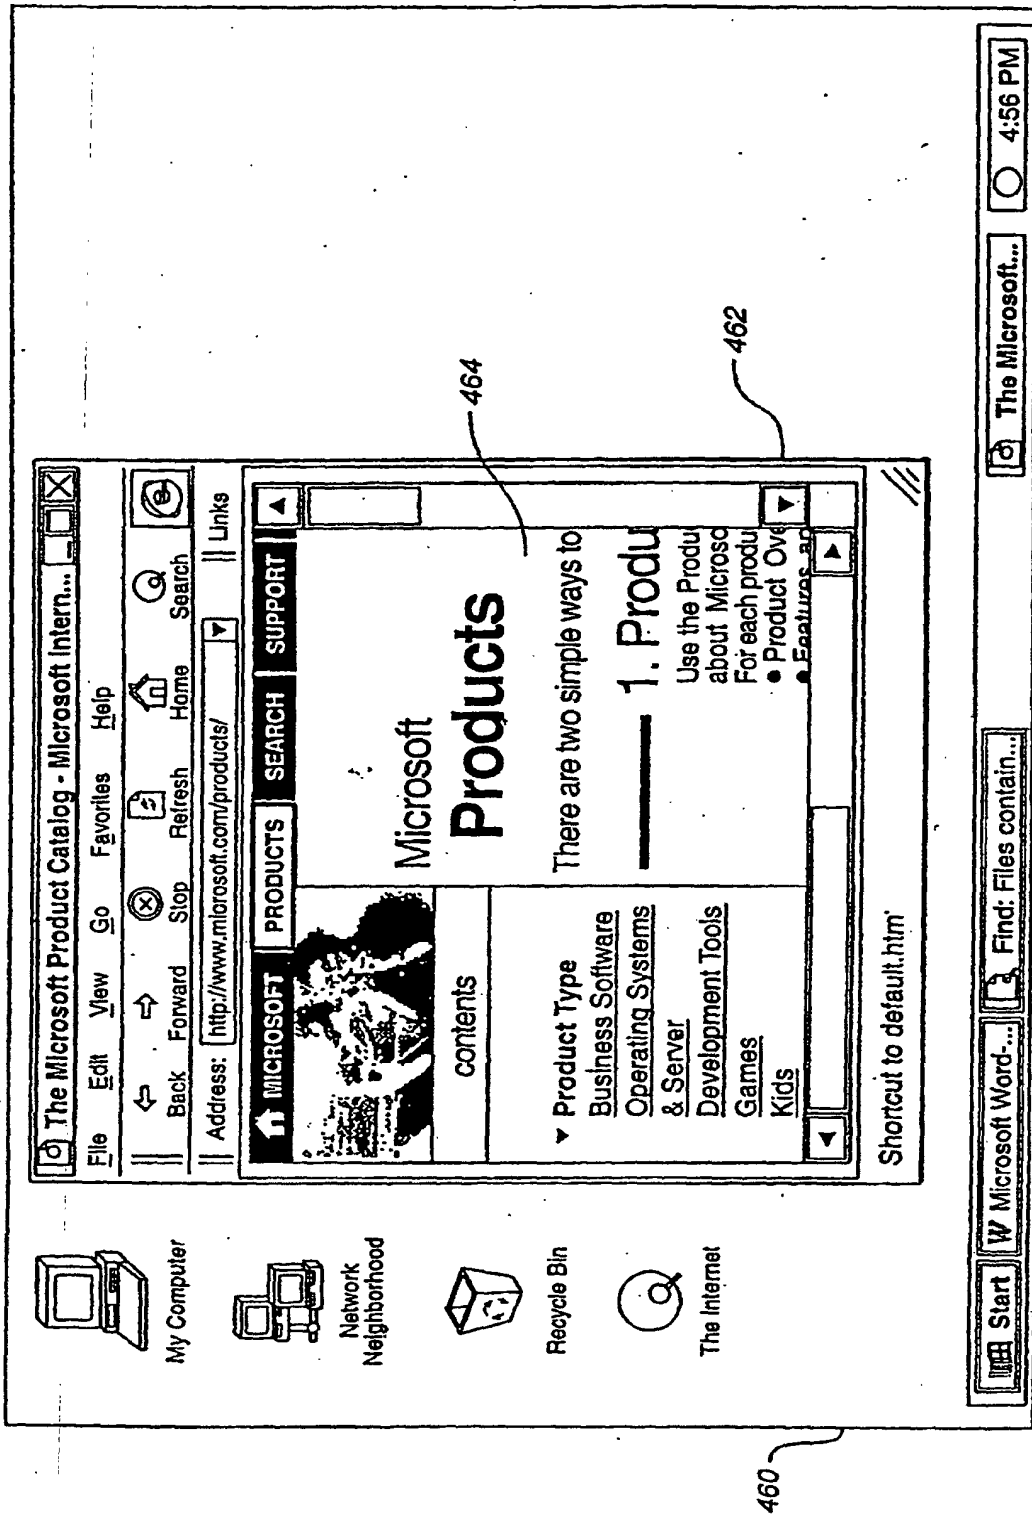 The Microsoft Product Catalog - Microsoft Intern...
File Edit View Go Favorites Help
Back Forward Stop Refresh Home Search
Address: http://www.microsoft.com/products/ Links
MICROSOFT PRODUCTS SEARCH SUPPORT
contents
Product Type
Business Software
Operating Systems
& Server
Development Tools
Games
Kids
Microsoft
Products
There are two simple ways to
1. Produ
Use the Produ
about Microso
For each produ
• Product Ove
• Features an
Shortcut to default.htm'
My Computer
Network
Neighborhood
Recycle Bin
The Internet
464
462
460
Start W Microsoft Word-... Find: Files contain... The Microsoft... 4:56 PM